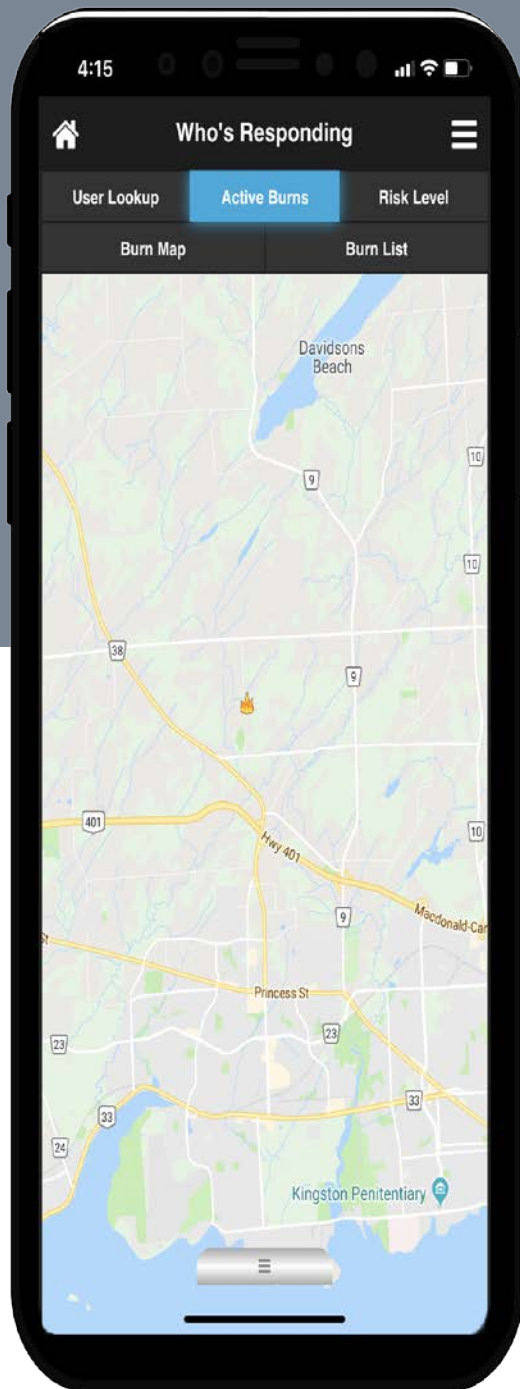 4:15
Who's Responding
User Lookup Active Burns Risk Level
Burn Map Burn List
Davidsons
Beach
10
9
10
38
9
401
10
Hwy 401
9
Macdonald-Car
St
Princess St
23
23
33
33
24
Kingston Penitentiary